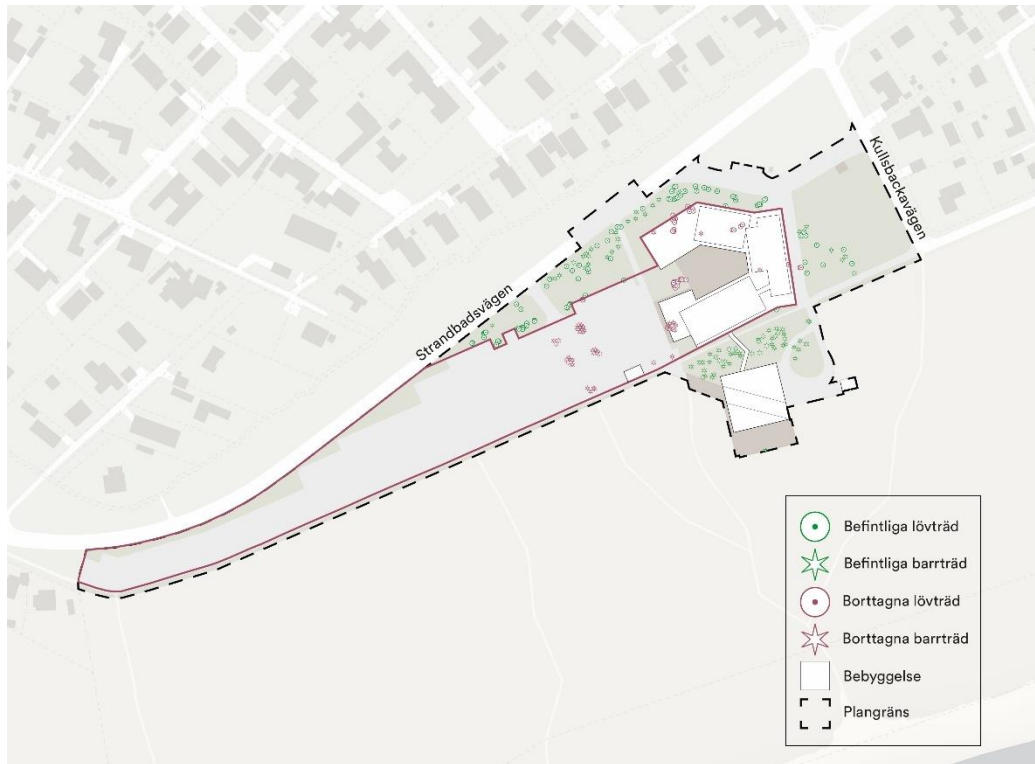 Kullsbackavägen
Strandbadsvägen
Befintliga lövträd
Befintliga barrträd
Borttagna lövträd
Borttagna barrträd
Bebyggelse
Plangräns